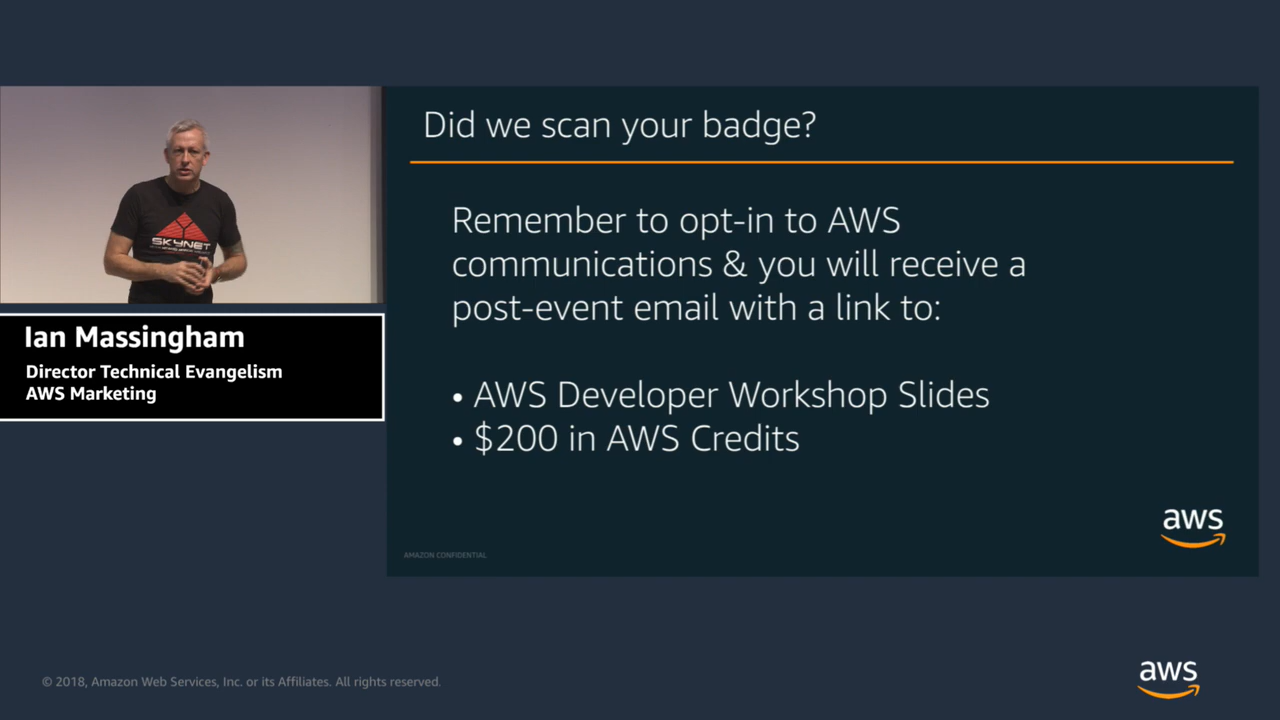 Did we scan your badge?
Remember to opt-in to AWS
communications & you will receive a
post-event email with a link to:
• AWS Developer Workshop Slides
• $200 in AWS Credits
aws
AMAZON CONFIDENTIAL
SKYNET
Ian Massingham
Director Technical Evangelism
AWS Marketing
© 2018, Amazon Web Services, Inc. or its Affiliates. All rights reserved.
aws